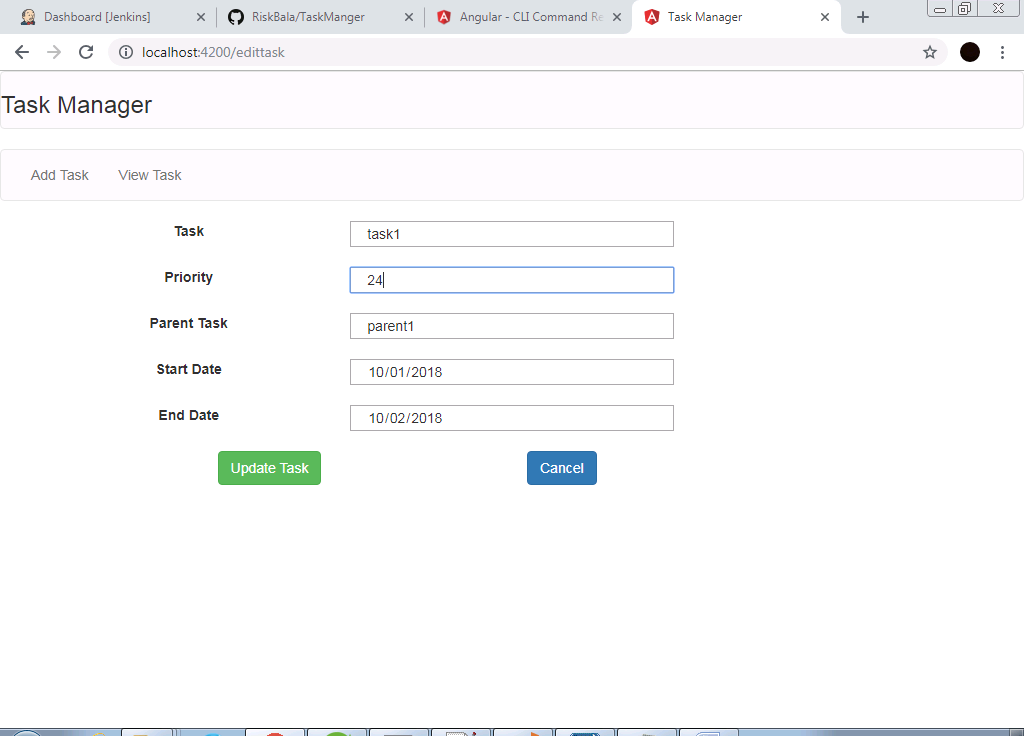 Dashboard [Jenkins]
RiskBala/TaskManger
Angular - CLI Command Re
Task Manager
localhost:4200/edittask
Task Manager
Add Task View Task
Task task1
Priority 24
Parent Task parent1
Start Date 10/01/2018
End Date 10/02/2018
Update Task Cancel